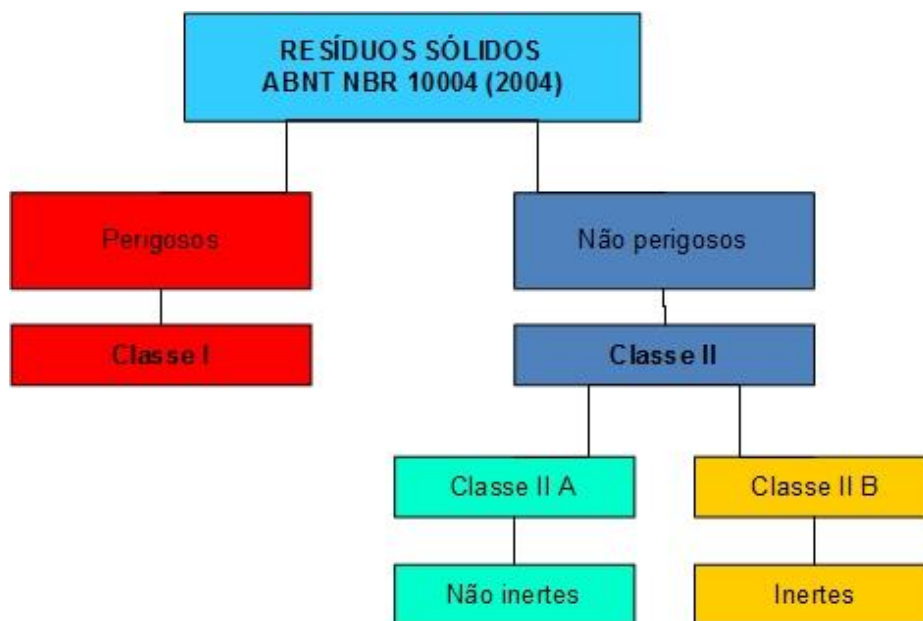 RESÍDUOS SÓLIDOS
ABNT NBR 10004 (2004)
Perigosos
Não perigosos
Classe I
Classe II
Classe II A
Classe II B
Não inertes
Inertes